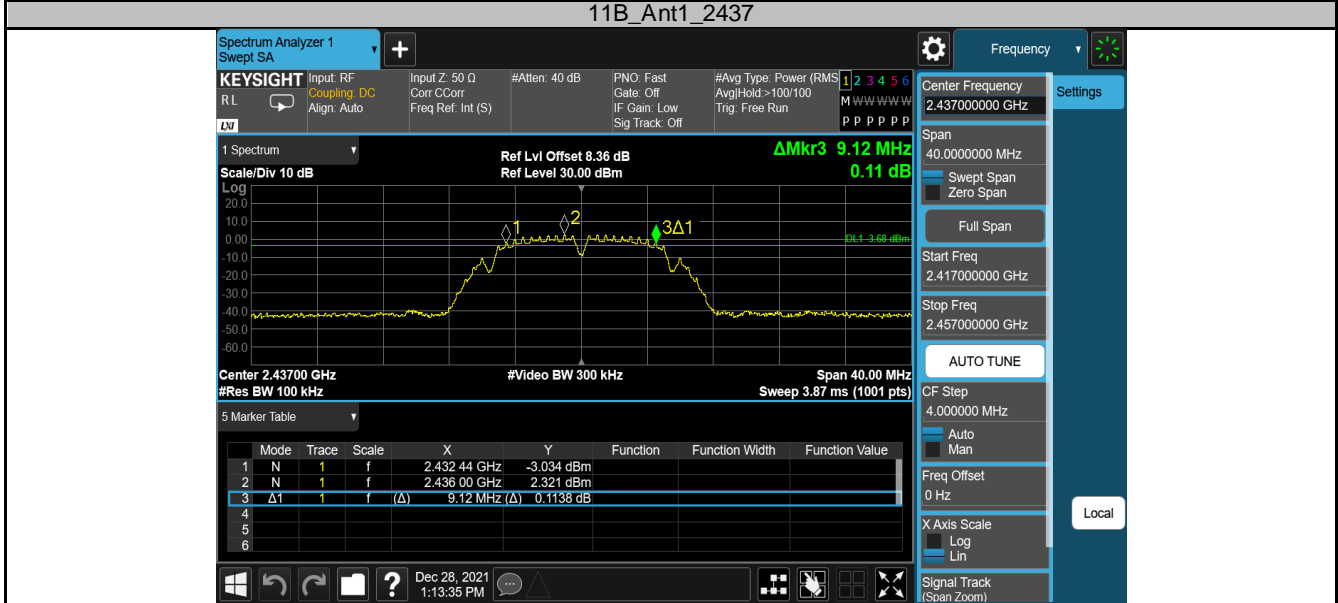 11B_Ant1_2437
Spectrum Analyzer 1
Swept SA
+
Frequency
KEYSIGHT
R L
LXI
Input: RF
Coupling: DC
Align: Auto
Input Z: 50 Ω
Corr CCorr
Freq Ref: Int (S)
#Atten: 40 dB
PNO: Fast
Gate: Off
IF Gain: Low
Sig Track: Off
#Avg Type: Power (RMS
Avg|Hold:>100/100
Trig: Free Run
1 2 3 4 5 6
M W W W W W
P P P P P P
1 Spectrum
Scale/Div 10 dB
Ref Lvl Offset 8.36 dB
Ref Level 30.00 dBm
ΔMkr3 9.12 MHz
0.11 dB
Log
20.0
10.0
0.00
-10.0
-20.0
-30.0
-40.0
-50.0
-60.0
1
2
3Δ1
DL1 -3.68 dBm
Center 2.43700 GHz
#Video BW 300 kHz
Span 40.00 MHz
#Res BW 100 kHz
Sweep 3.87 ms (1001 pts)
5 Marker Table
Mode Trace Scale X Y Function Function Width Function Value
1 N 1 f 2.432 44 GHz -3.034 dBm
2 N 1 f 2.436 00 GHz 2.321 dBm
3 Δ1 1 f (Δ) 9.12 MHz (Δ) 0.1138 dB
4
5
6
?
Dec 28, 2021
1:13:35 PM
Center Frequency
2.437000000 GHz
Span
40.0000000 MHz
Swept Span
Zero Span
Full Span
Start Freq
2.417000000 GHz
Stop Freq
2.457000000 GHz
AUTO TUNE
CF Step
4.000000 MHz
Auto
Man
Freq Offset
0 Hz
X Axis Scale
Log
Lin
Signal Track
(Span Zoom)
Settings
Local